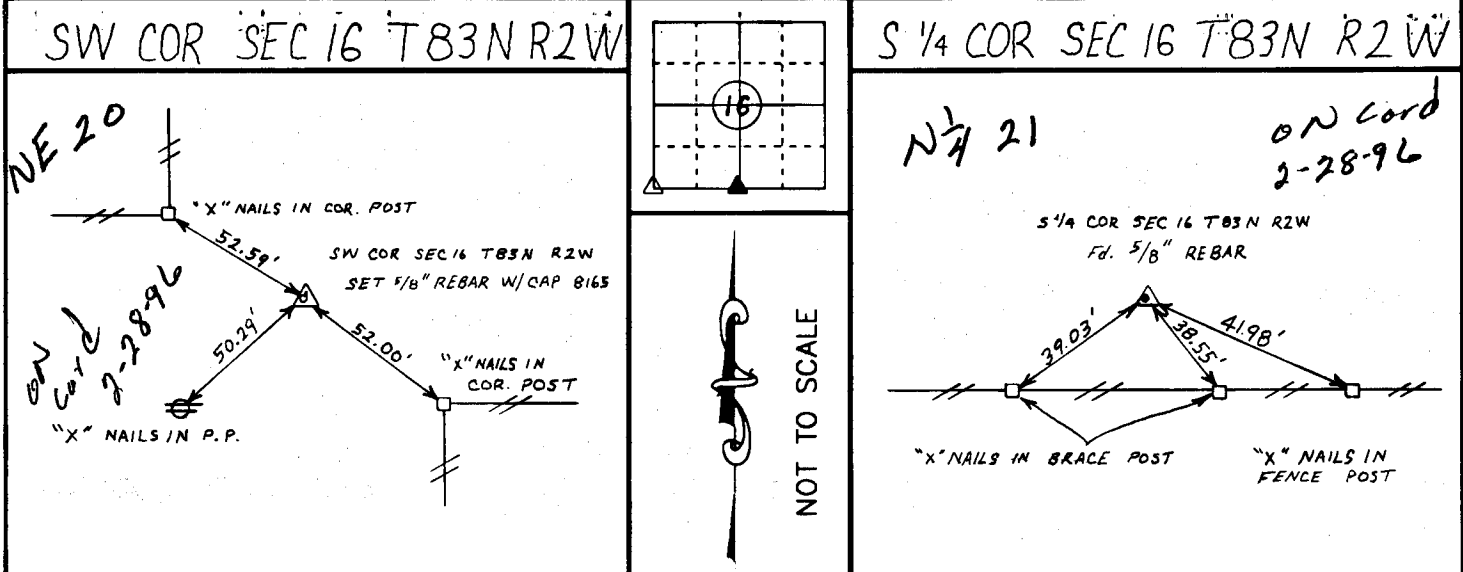 SW COR SEC 16 T83N R2W
NE 20
"X" NAILS IN COR. POST
52.59'
SW COR SEC 16 T83N R2W
SET 5/8" REBAR W/ CAP 8165
ON
Card
2-28-96
50.29'
52.00'
"X" NAILS IN
COR. POST
"X" NAILS IN P.P.
16
NOT TO SCALE
S 1/4 COR SEC 16 T83N R2W
N 1/4 21
ON Card
2-28-96
S 1/4 COR SEC 16 T83N R2W
Fd. 5/8" REBAR
39.03'
38.55'
41.98'
"X" NAILS IN BRACE POST
"X" NAILS IN
FENCE POST